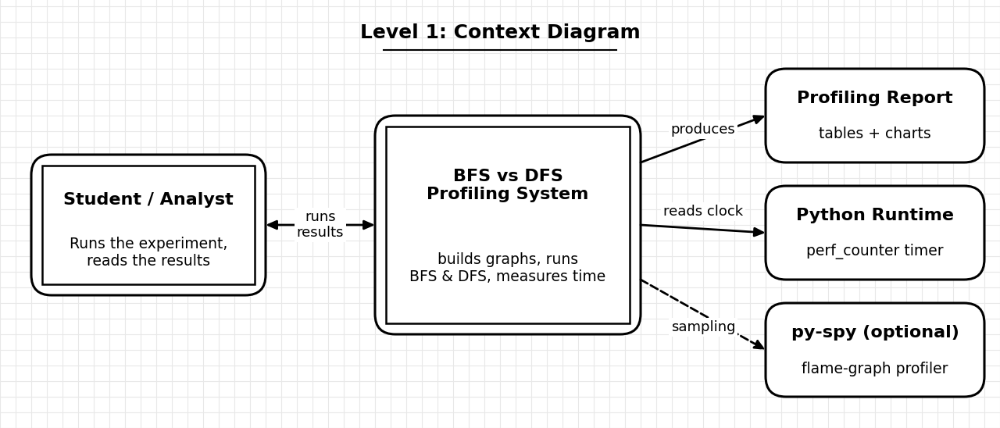 Level 1: Context Diagram
Student / Analyst
Runs the experiment,
reads the results
runs
results
BFS vs DFS
Profiling System
builds graphs, runs
BFS & DFS, measures time
produces
reads clock
sampling
Profiling Report
tables + charts
Python Runtime
perf_counter timer
py-spy (optional)
flame-graph profiler